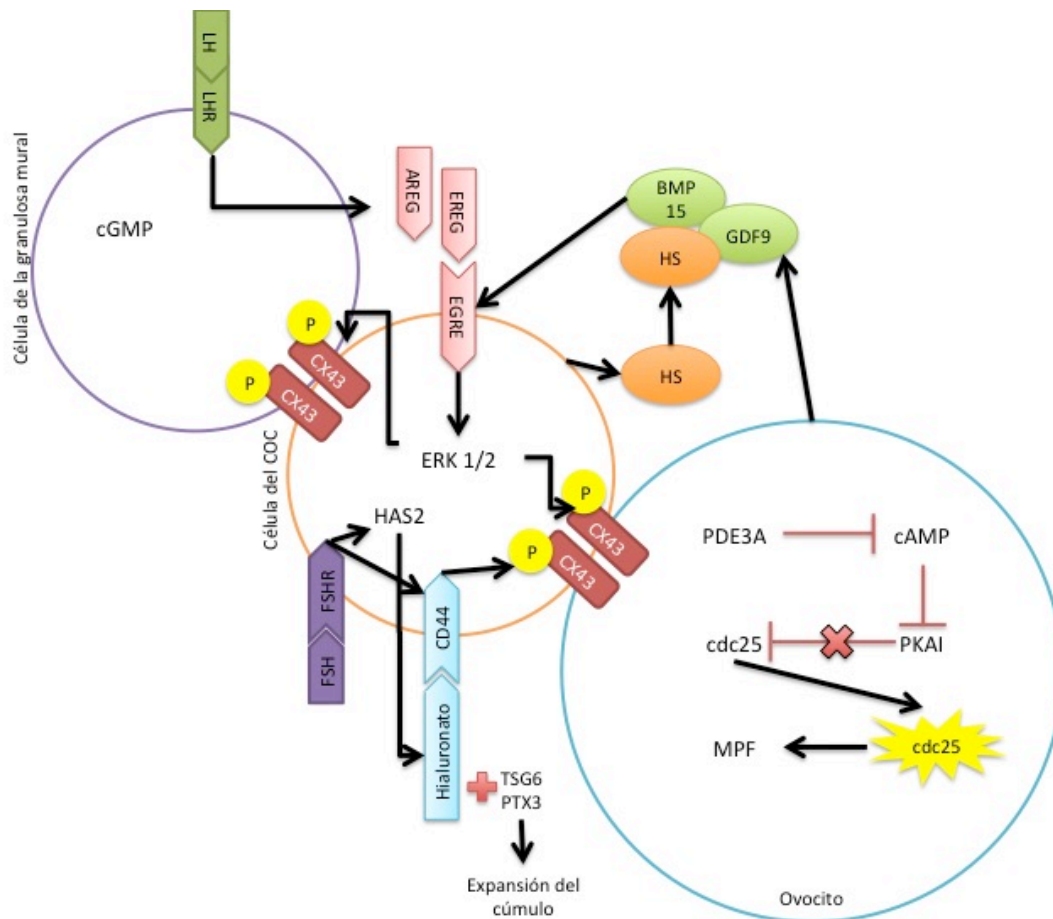 LH
LHR
Célula de la granulosa mural
cGMP
AREG
EREG
EGRE
BMP
15
GDF9
HS
HS
P
CX43
P
CX43
Célula del COC
ERK 1/2
HAS2
P
CX43
P
CX43
FSHR
FSH
CD44
Hialuronato
TSG6
PTX3
Expansión del
cúmulo
PDE3A
cAMP
cdc25
PKAI
MPF
cdc25
Ovocito